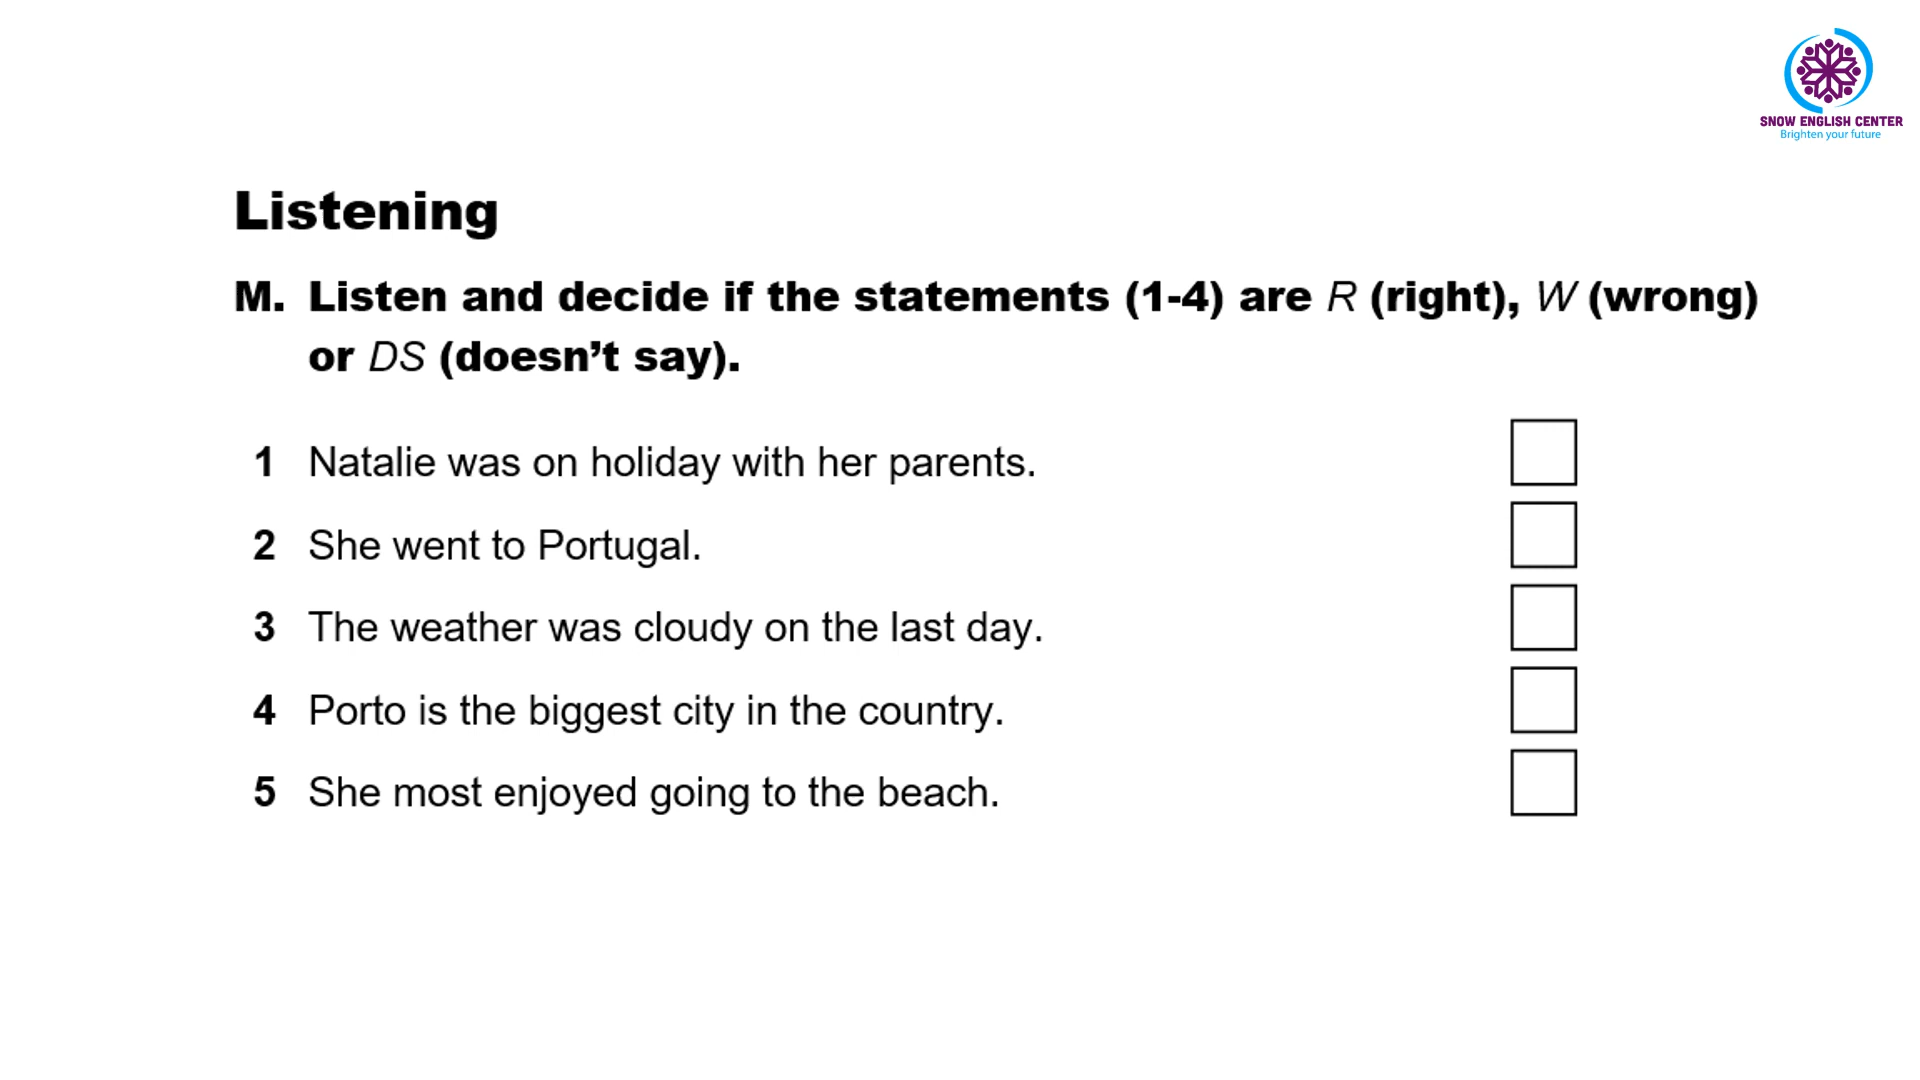 SNOW ENGLISH CENTER
Brighten your future
Listening
M. Listen and decide if the statements (1-4) are R (right), W (wrong)
or DS (doesn’t say).
1 Natalie was on holiday with her parents.
2 She went to Portugal.
3 The weather was cloudy on the last day.
4 Porto is the biggest city in the country.
5 She most enjoyed going to the beach.